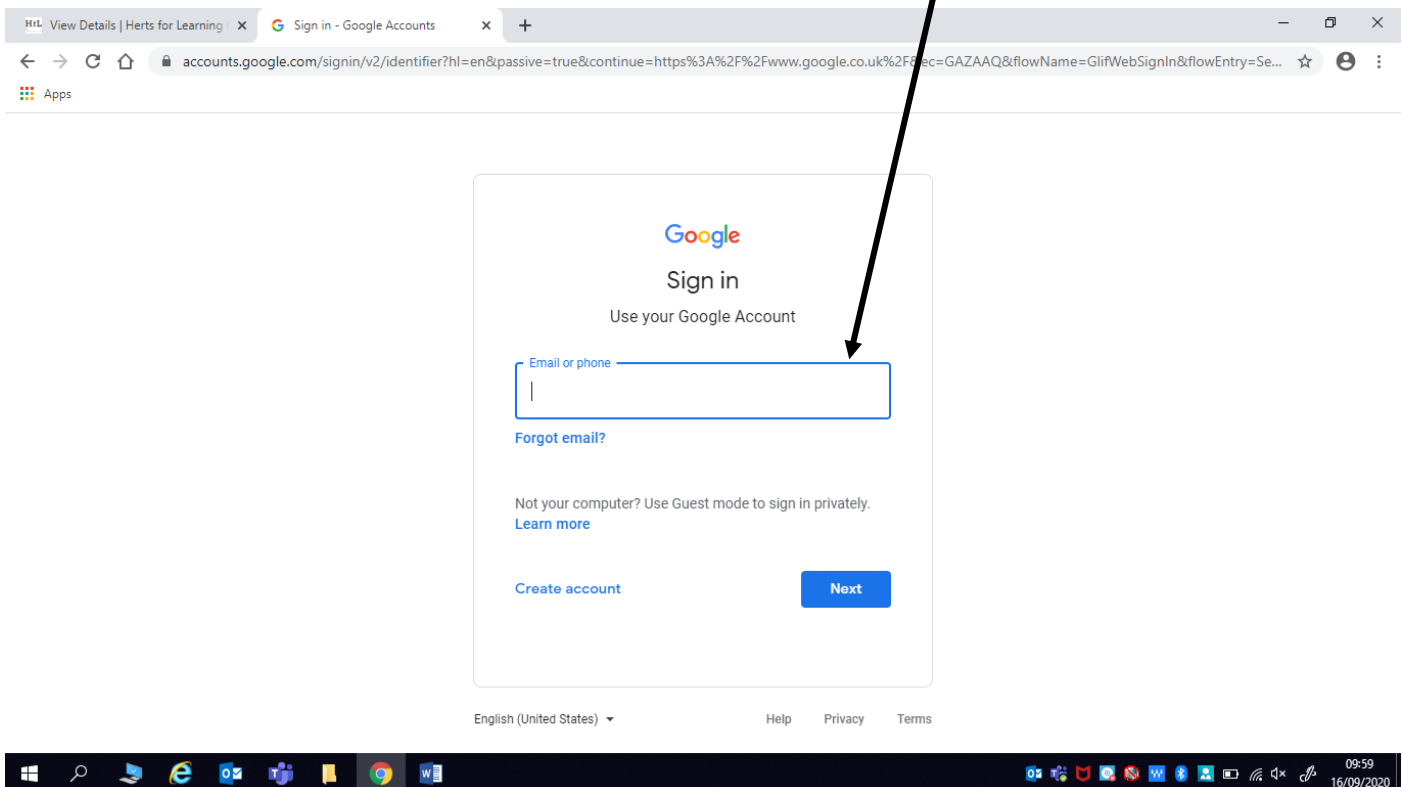 HfL View Details | Herts for Learning
G Sign in - Google Accounts
accounts.google.com/signin/v2/identifier?hl=en&passive=true&continue=https%3A%2F%2Fwww.google.co.uk%2F&ec=GAZAAQ&flowName=GlifWebSignIn&flowEntry=Se...
Apps
Google
Sign in
Use your Google Account
Email or phone
Forgot email?
Not your computer? Use Guest mode to sign in privately.
Learn more
Create account
Next
English (United States)
Help Privacy Terms
09:59
16/09/2020